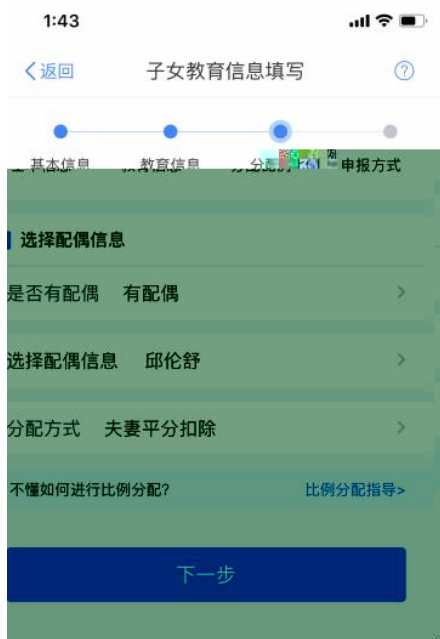 1:43
返回 子女教育信息填写
基本信息 教育信息 分配比例 申报方式
选择配偶信息
是否有配偶 有配偶
选择配偶信息 邱伦舒
分配方式 夫妻平分扣除
不懂如何进行比例分配? 比例分配指导>
下一步